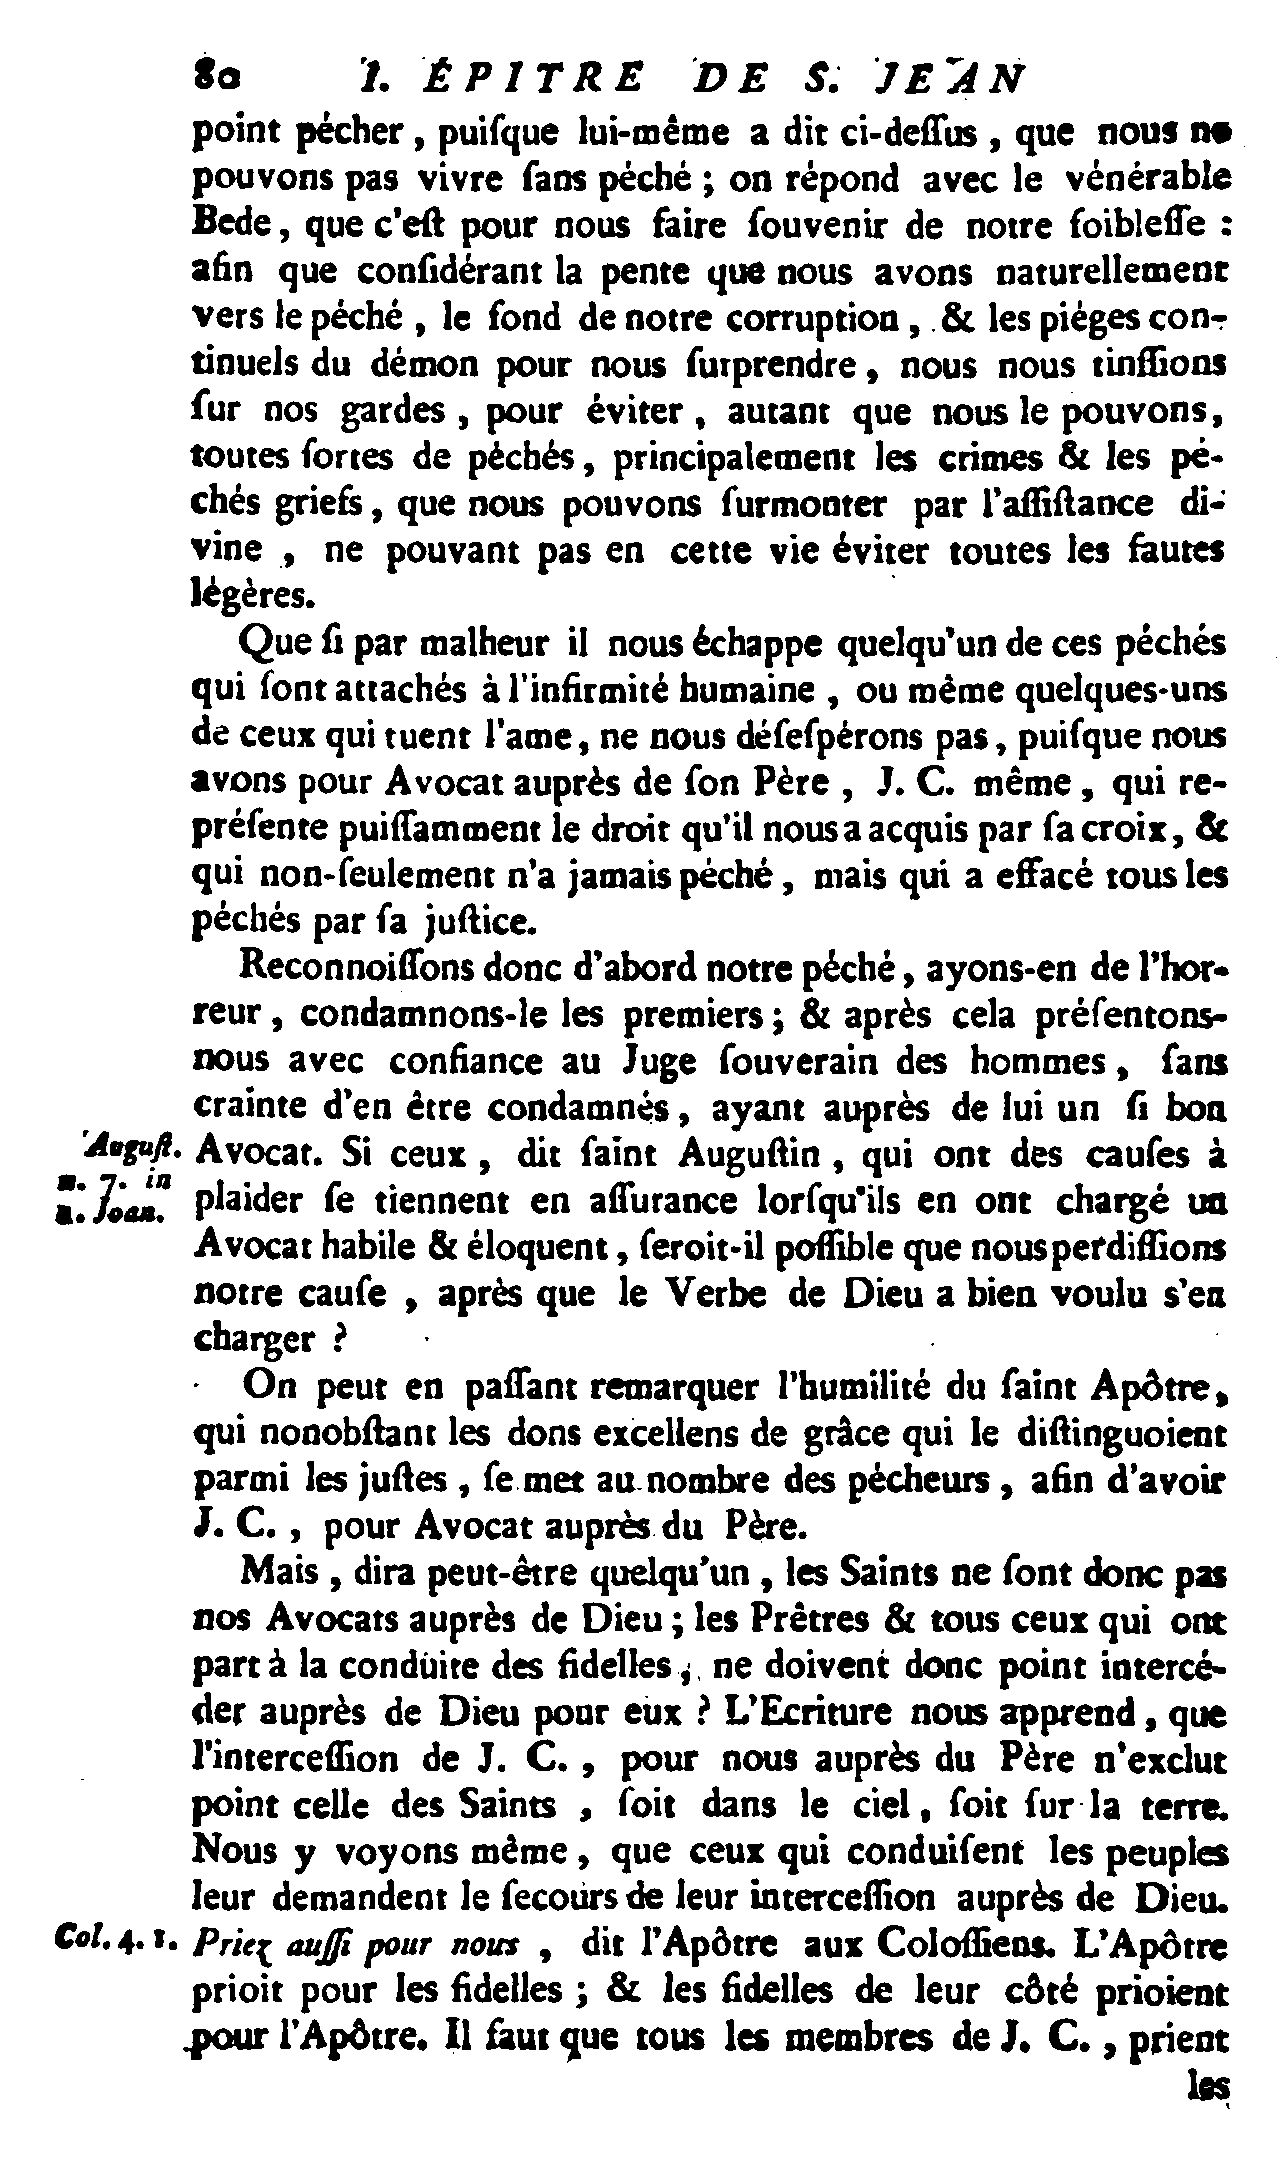 80 I. ÉPITRE DE S. JEAN
point pécher, puiſque lui-même a dit ci-deſſus, que nous ne
pouvons pas vivre ſans péché ; on répond avec le vénérable
Bede, que c'eſt pour nous faire ſouvenir de notre foibleſſe :
afin que conſidérant la pente que nous avons naturellement
vers le péché, le fond de notre corruption, & les piéges con-
tinuels du démon pour nous ſurprendre, nous nous tinſſions
ſur nos gardes, pour éviter, autant que nous le pouvons,
toutes ſortes de péchés, principalement les crimes & les pé-
chés griefs, que nous pouvons ſurmonter par l'aſſiſtance di-
vine, ne pouvant pas en cette vie éviter toutes les fautes
légères.
Que ſi par malheur il nous échappe quelqu'un de ces péchés
qui ſont attachés à l'infirmité humaine, ou même quelques-uns
de ceux qui tuent l'ame, ne nous déſeſpérons pas, puiſque nous
avons pour Avocat auprès de ſon Père, J. C. même, qui re-
préſente puiſſamment le droit qu'il nous a acquis par ſa croix, &
qui non-ſeulement n'a jamais péché, mais qui a effacé tous les
péchés par ſa juſtice.
Reconnoiſſons donc d'abord notre péché, ayons-en de l'hor-
reur, condamnons-le les premiers ; & après cela préſentons-
nous avec confiance au Juge ſouverain des hommes, ſans
crainte d'en être condamnés, ayant auprès de lui un ſi bon
Auguſt. Avocat. Si ceux, dit ſaint Auguſtin, qui ont des cauſes à
n. 7. in
1. Joan. plaider ſe tiennent en aſſurance lorſqu'ils en ont chargé un
Avocat habile & éloquent, ſeroit-il poſſible que nous perdiſſions
notre cauſe, après que le Verbe de Dieu a bien voulu s'en
charger ?
On peut en paſſant remarquer l'humilité du ſaint Apôtre,
qui nonobſtant les dons excellens de grâce qui le diſtinguoient
parmi les juſtes, ſe met au nombre des pécheurs, afin d'avoir
J. C., pour Avocat auprès du Père.
Mais, dira peut-être quelqu'un, les Saints ne ſont donc pas
nos Avocats auprès de Dieu ; les Prêtres & tous ceux qui ont
part à la conduite des fidelles, ne doivent donc point intercé-
der auprès de Dieu pour eux ? L'Ecriture nous apprend, que
l'interceſſion de J. C., pour nous auprès du Père n'exclut
point celle des Saints, ſoit dans le ciel, ſoit ſur la terre.
Nous y voyons même, que ceux qui conduiſent les peuples
leur demandent le ſecours de leur interceſſion auprès de Dieu.
Col. 4. 1. Priez auſſi pour nous, dit l'Apôtre aux Coloſſiens. L'Apôtre
prioit pour les fidelles ; & les fidelles de leur côté prioient
pour l'Apôtre. Il faut que tous les membres de J. C., prient
les